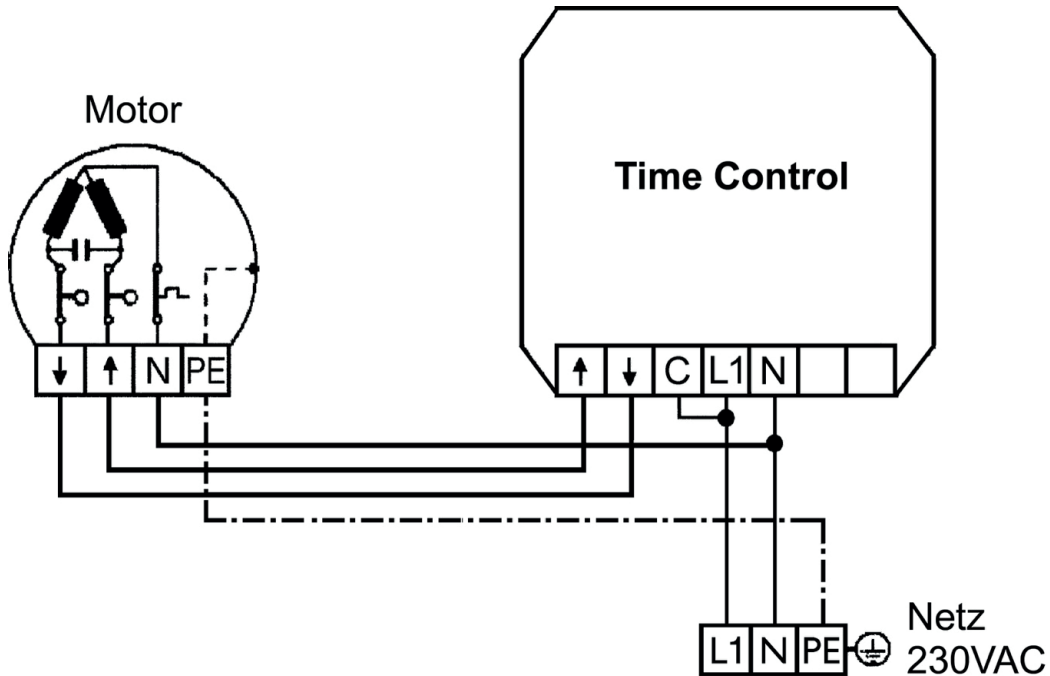 Motor
Time Control
↓ ↑ N PE
↑ ↓ C L1 N
L1 N PE
Netz
230VAC